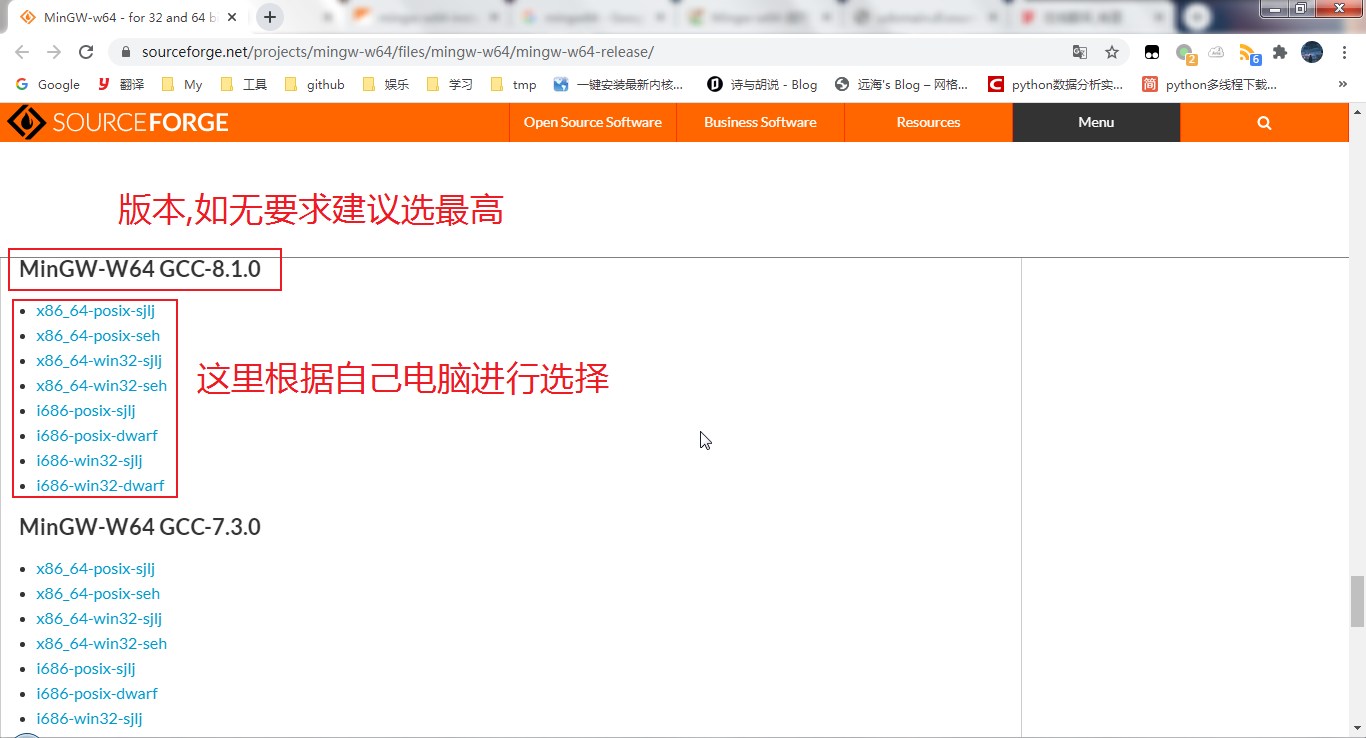 MinGW-w64 - for 32 and 64 b
sourceforge.net/projects/mingw-w64/files/mingw-w64/mingw-w64-release/
2
6
Google
翻译
My
工具
github
娱乐
学习
tmp
一键安装最新内核...
诗与胡说 - Blog
远海's Blog – 网格...
python数据分析实...
简
python多线程下载...
»
SOURCEFORGE
Open Source Software
Business Software
Resources
Menu
版本,如无要求建议选最高
MinGW-W64 GCC-8.1.0
x86_64-posix-sjlj
x86_64-posix-seh
x86_64-win32-sjlj
x86_64-win32-seh
这里根据自己电脑进行选择
i686-posix-sjlj
i686-posix-dwarf
i686-win32-sjlj
i686-win32-dwarf
MinGW-W64 GCC-7.3.0
x86_64-posix-sjlj
x86_64-posix-seh
x86_64-win32-sjlj
x86_64-win32-seh
i686-posix-sjlj
i686-posix-dwarf
i686-win32-sjlj